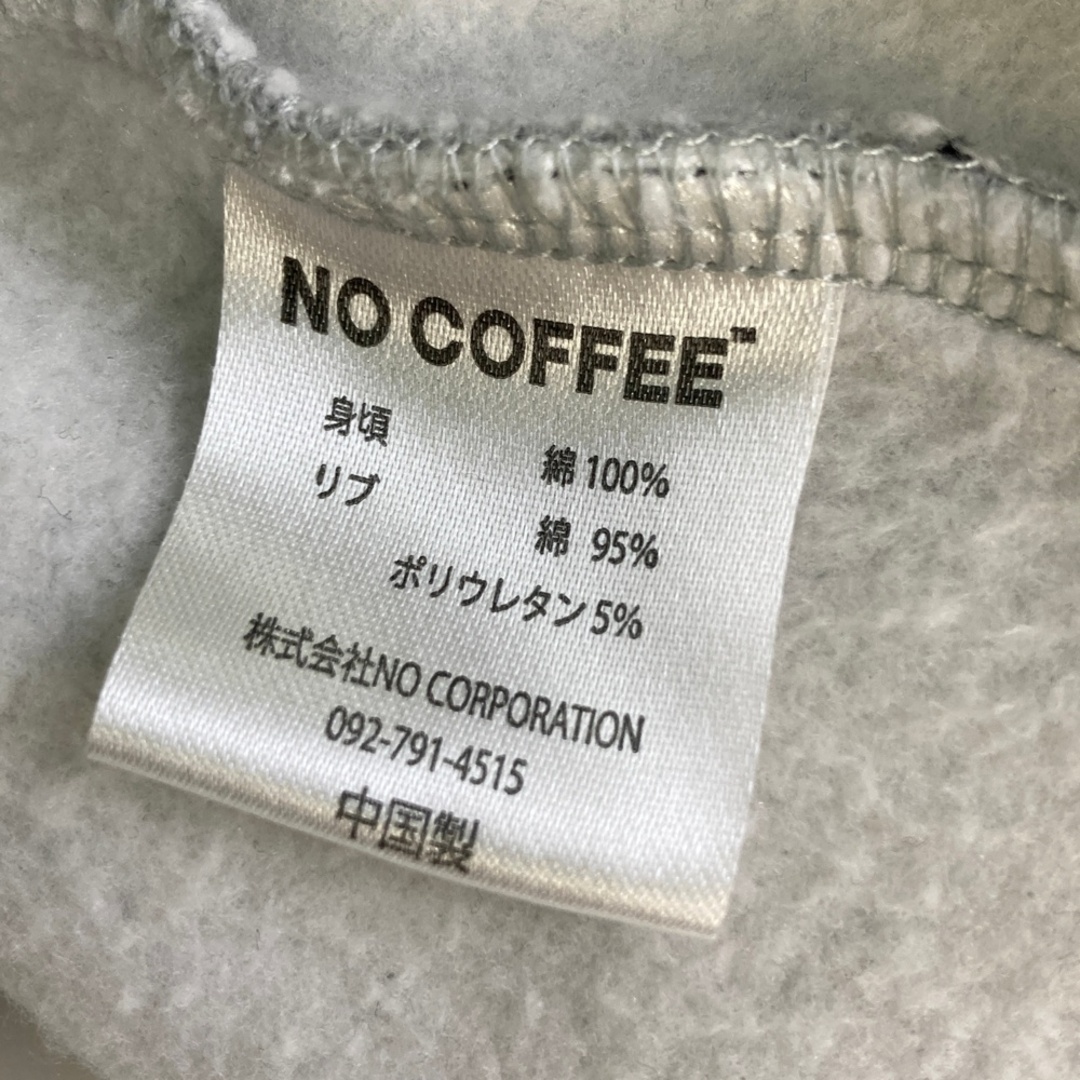 NO COFFEE™
身頃 綿 100%
リブ 綿 95%
ポリウレタン 5%
株式会社NO CORPORATION
092-791-4515
中国製